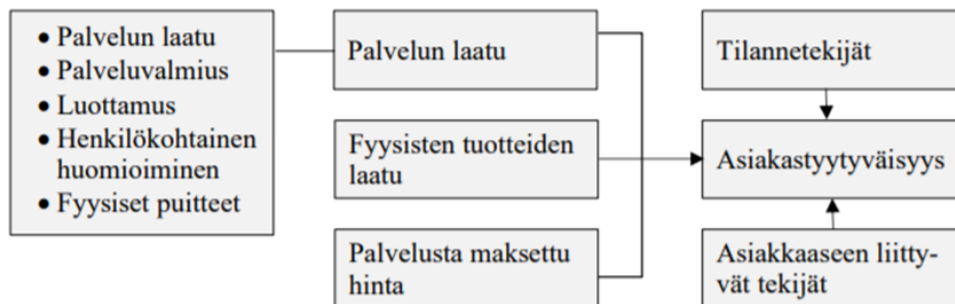 • Palvelun laatu
• Palveluvalmius
• Luottamus
• Henkilökohtainen
huomioiminen
• Fyysiset puitteet
Palvelun laatu
Fyysisten tuotteiden
laatu
Palvelusta maksettu
hinta
Tilannetekijät
Asiakastyytyväisyys
Asiakkaaseen liitty-
vät tekijät